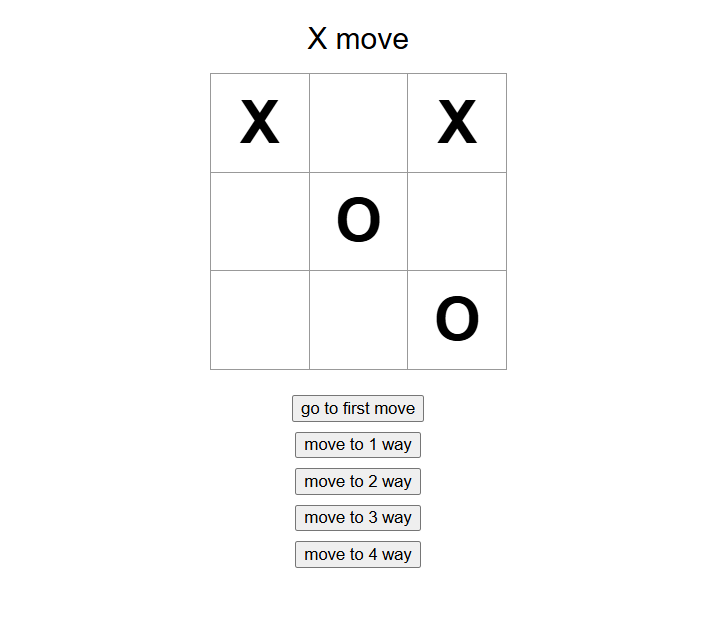 X move
X X
O
O
go to first move
move to 1 way
move to 2 way
move to 3 way
move to 4 way